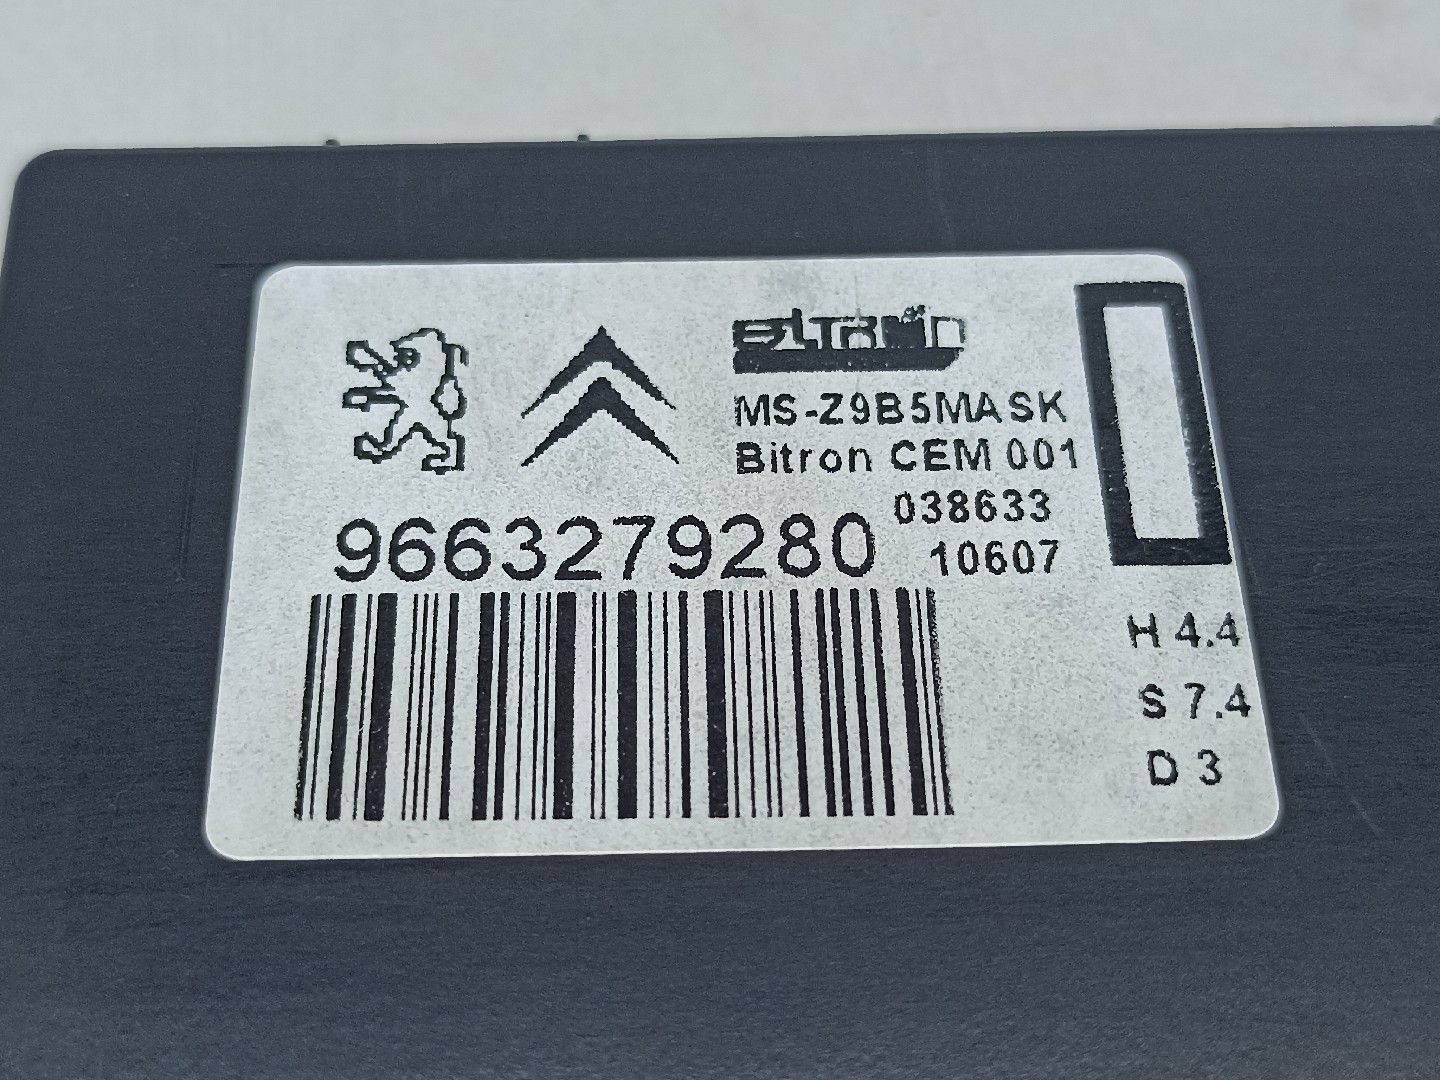 BITRON
MS-Z9B5MASK
Bitron CEM 001
038633
9663279280
10607
H 4.4
S 7.4
D 3